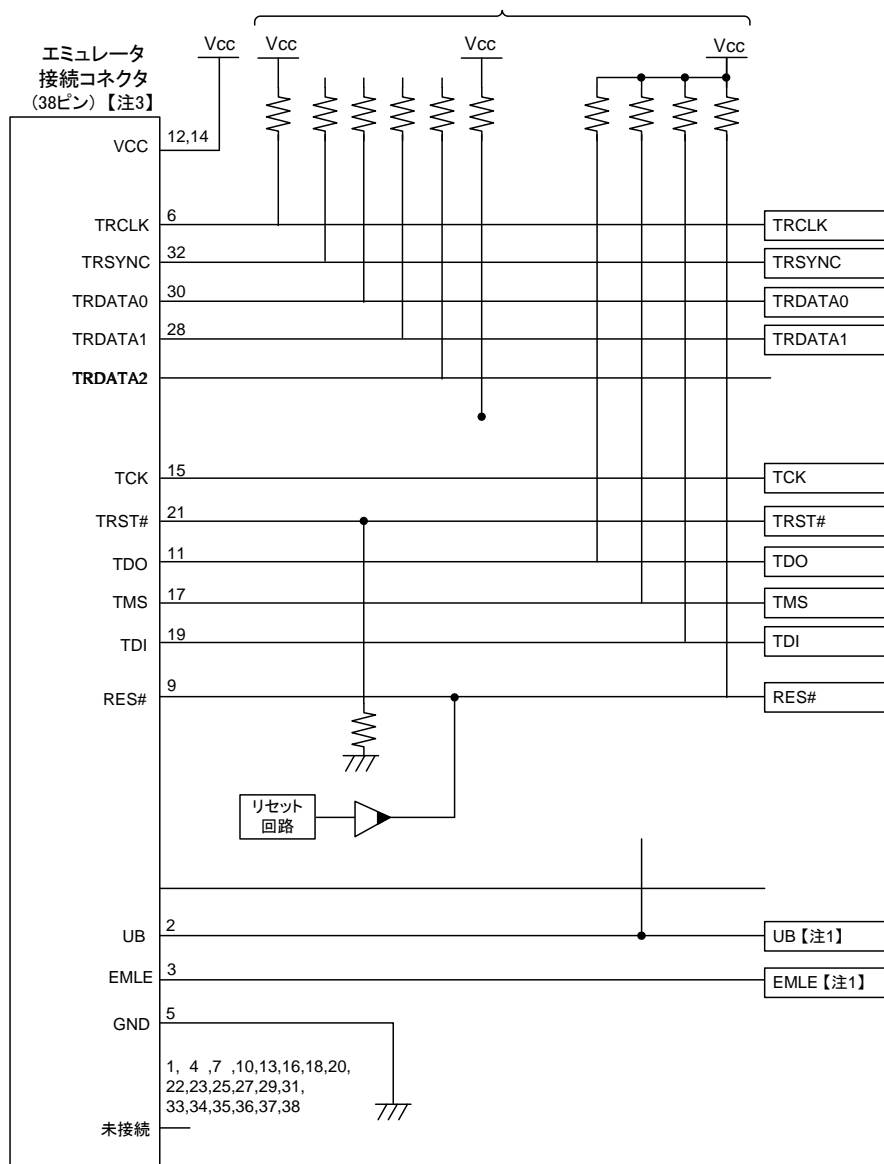 Vcc Vcc Vcc Vcc
エミュレータ
接続コネクタ
(38ピン)【注3】
VCC 12,14
TRCLK 6 TRCLK
TRSYNC 32 TRSYNC
TRDATA0 30 TRDATA0
TRDATA1 28 TRDATA1
TRDATA2
TCK 15 TCK
TRST# 21 TRST#
TDO 11 TDO
TMS 17 TMS
TDI 19 TDI
RES# 9 RES#
リセット
回路
UB 2 UB【注1】
EMLE 3 EMLE【注1】
GND 5
1, 4 ,7 ,10,13,16,18,20,
22,23,25,27,29,31,
33,34,35,36,37,38
未接続